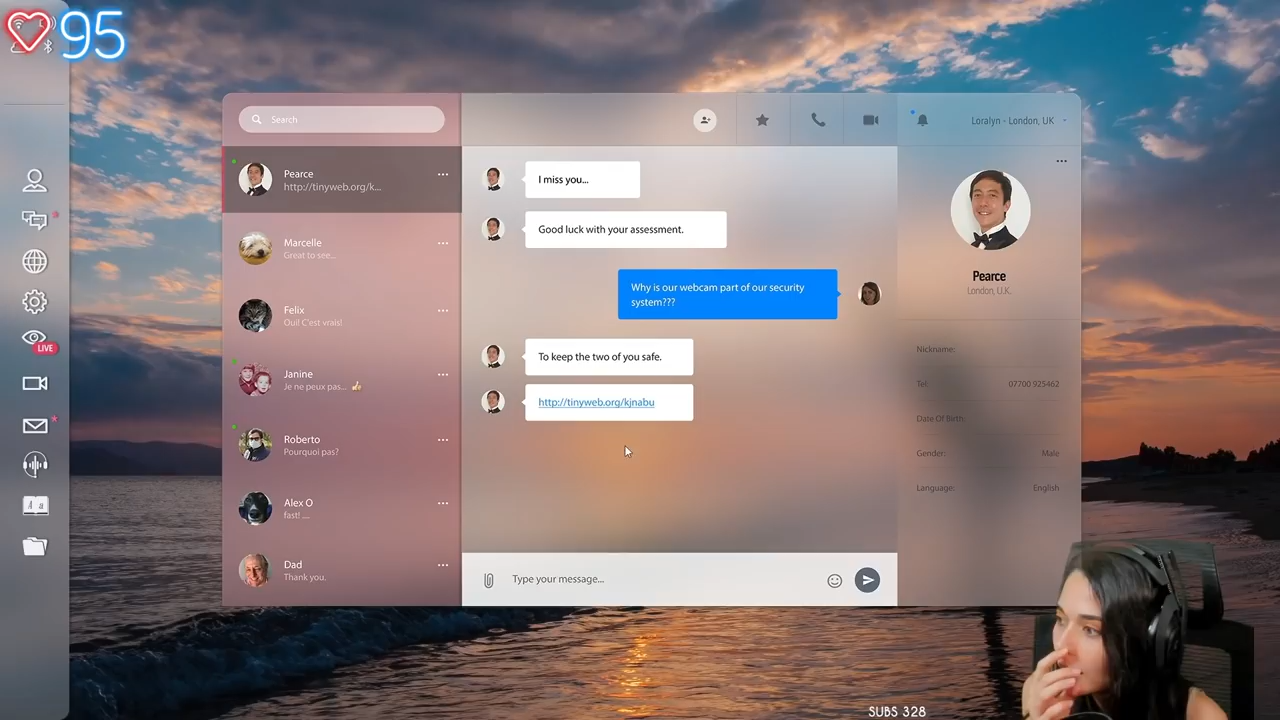 95
Search
Loralyn - London, UK
Pearce
http://tinyweb.org/k...
Marcelle
Great to see...
Felix
Oui! C'est vrais!
LIVE
Janine
Je ne peux pas...
Roberto
Pourquoi pas?
Alex O
fast! ....
Dad
Thank you.
I miss you...
Good luck with your assessment.
Why is our webcam part of our security
system???
To keep the two of you safe.
http://tinyweb.org/kjnabu
Type your message...
Pearce
London, U.K.
Nickname:
Tel: 07700 925462
Date Of Birth:
Gender: Male
Language: English
SUBS 328